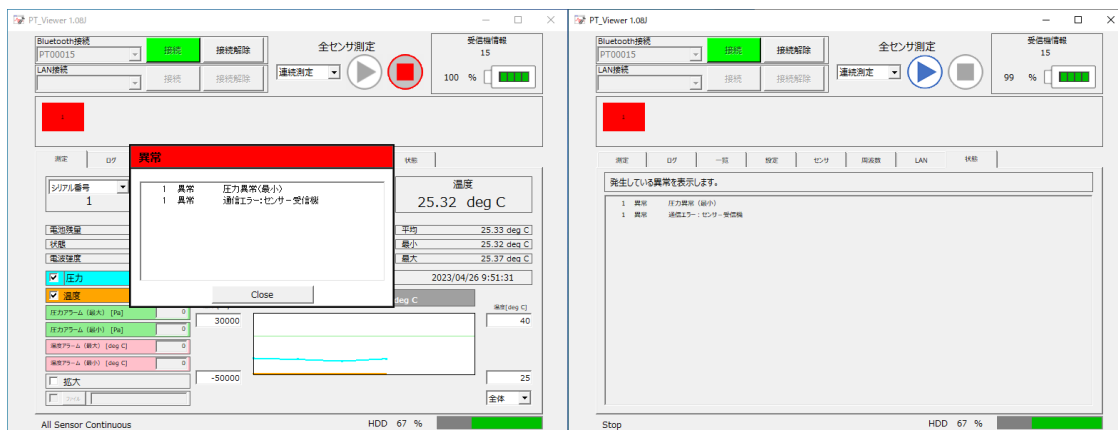 PT_Viewer 1.08J
Bluetooth接続
PT00015
接続
接続解除
LAN接続
接続
接続解除
全センサ測定
連続測定
受信機情報
15
100 %
1
測定
ログ
状態
異常
1 異常 圧力異常(最小)
1 異常 通信エラー:センサー受信機
Close
シリアル番号
1
温度
25.32 deg C
電池残量
状態
電波強度
平均 25.33 deg C
最小 25.32 deg C
最大 25.37 deg C
圧力
2023/04/26 9:51:31
温度
deg C
圧力アラーム (最大) [Pa] 0
圧力アラーム (最小) [Pa] 0
温度アラーム (最大) [deg C] 0
温度アラーム (最小) [deg C] 0
拡大
30000
-50000
温度[deg C]
40
25
全体
All Sensor Continuous
HDD 67 %
PT_Viewer 1.08J
Bluetooth接続
PT00015
接続
接続解除
LAN接続
接続
接続解除
全センサ測定
連続測定
受信機情報
15
99 %
1
測定
ログ
一覧
設定
センサ
周波数
LAN
状態
発生している異常を表示します。
1 異常 圧力異常 (最小)
1 異常 通信エラー : センサ - 受信機
Stop
HDD 67 %